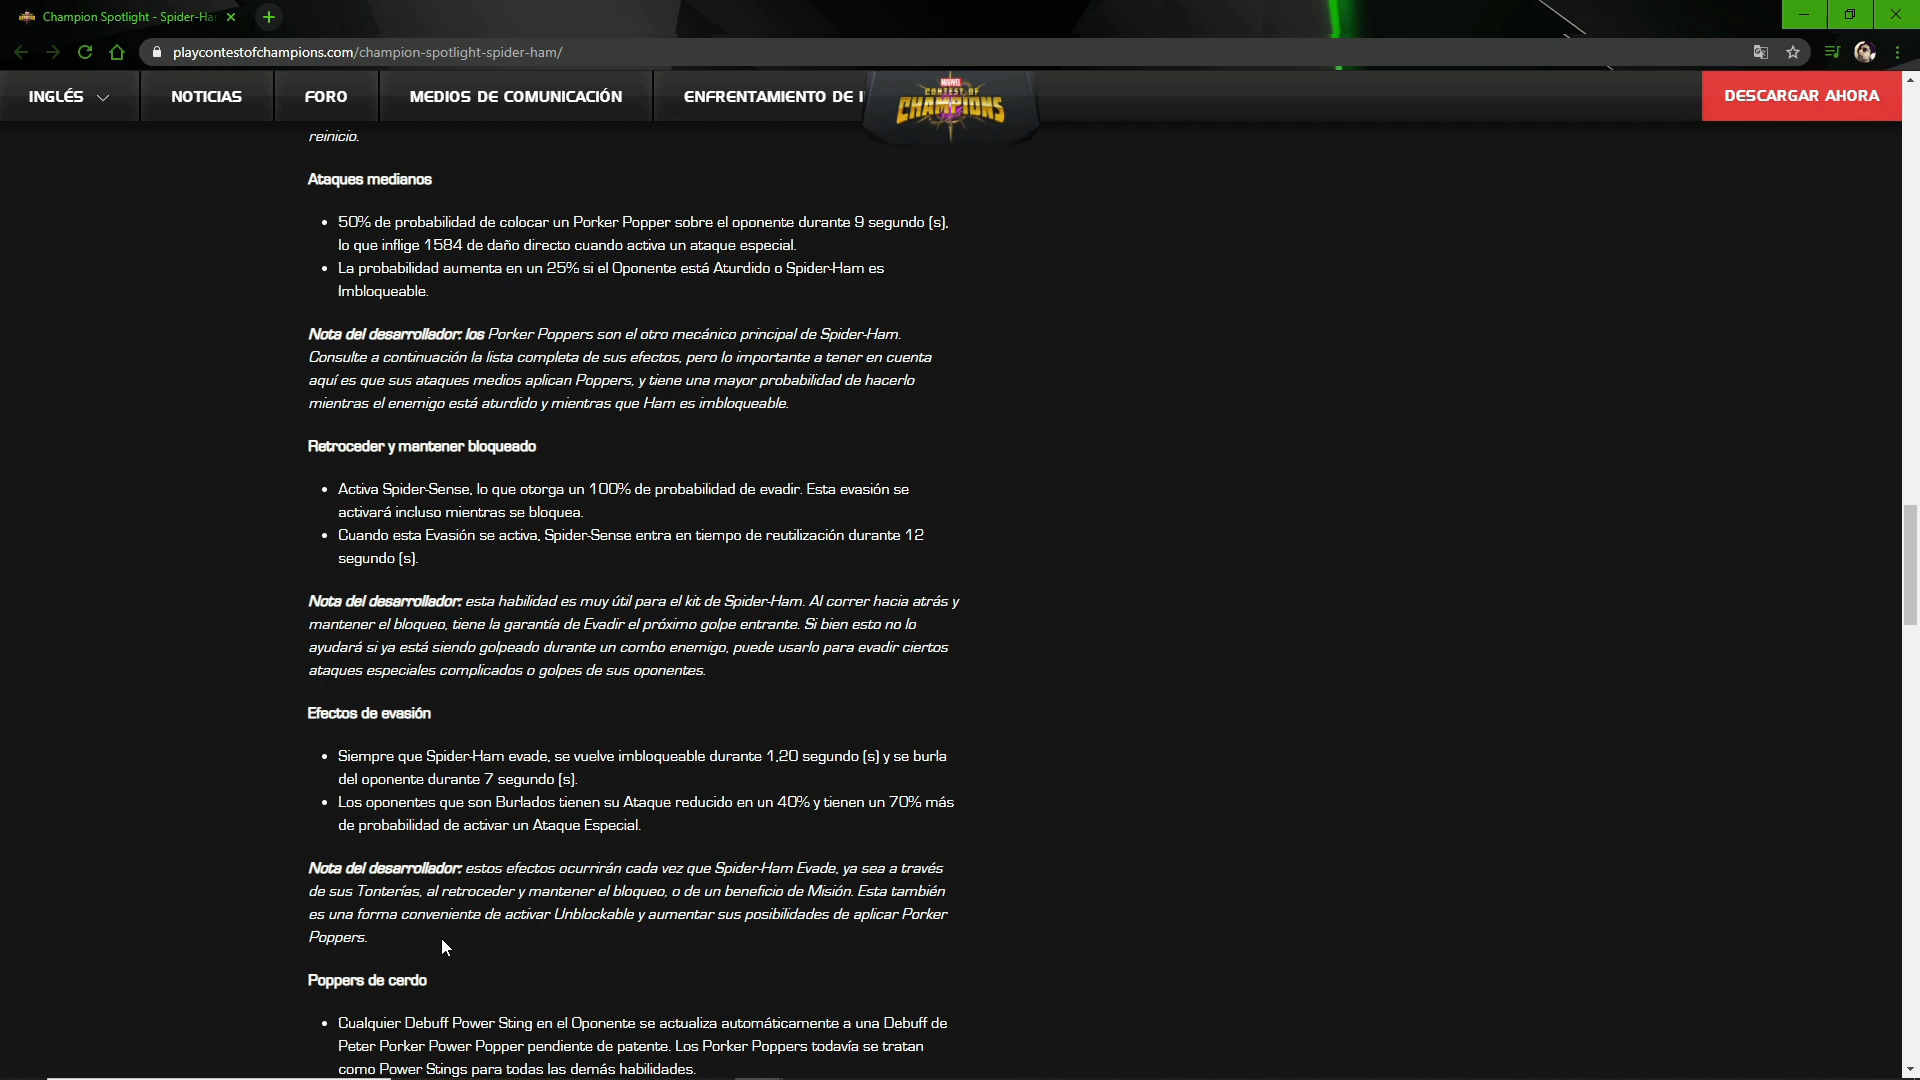 Champion Spotlight - Spider-Ha
playcontestofchampions.com/champion-spotlight-spider-ham/
INGLÉS
NOTICIAS
FORO
MEDIOS DE COMUNICACIÓN
ENFRENTAMIENTO DE I
MARVEL
CONTEST OF
CHAMPIONS
DESCARGAR AHORA
reinicio.
Ataques medianos
• 50% de probabilidad de colocar un Porker Popper sobre el oponente durante 9 segundo (s),
lo que inflige 1584 de daño directo cuando activa un ataque especial.
• La probabilidad aumenta en un 25% si el Oponente está Aturdido o Spider-Ham es
Imbloqueable.
Nota del desarrollador: los Porker Poppers son el otro mecánico principal de Spider-Ham.
Consulte a continuación la lista completa de sus efectos, pero lo importante a tener en cuenta
aquí es que sus ataques medios aplican Poppers, y tiene una mayor probabilidad de hacerlo
mientras el enemigo está aturdido y mientras que Ham es imbloqueable.
Retroceder y mantener bloqueado
• Activa Spider-Sense, lo que otorga un 100% de probabilidad de evadir. Esta evasión se
activará incluso mientras se bloquea.
• Cuando esta Evasión se activa, Spider-Sense entra en tiempo de reutilización durante 12
segundo (s).
Nota del desarrollador: esta habilidad es muy útil para el kit de Spider-Ham. Al correr hacia atrás y
mantener el bloqueo, tiene la garantía de Evadir el próximo golpe entrante. Si bien esto no lo
ayudará si ya está siendo golpeado durante un combo enemigo, puede usarlo para evadir ciertos
ataques especiales complicados o golpes de sus oponentes.
Efectos de evasión
• Siempre que Spider-Ham evade, se vuelve imbloqueable durante 1,20 segundo (s) y se burla
del oponente durante 7 segundo (s).
• Los oponentes que son Burlados tienen su Ataque reducido en un 40% y tienen un 70% más
de probabilidad de activar un Ataque Especial.
Nota del desarrollador: estos efectos ocurrirán cada vez que Spider-Ham Evade, ya sea a través
de sus Tonterías, al retroceder y mantener el bloqueo, o de un beneficio de Misión. Esta también
es una forma conveniente de activar Unblockable y aumentar sus posibilidades de aplicar Porker
Poppers.
Poppers de cerdo
• Cualquier Debuff Power Sting en el Oponente se actualiza automáticamente a una Debuff de
Peter Porker Power Popper pendiente de patente. Los Porker Poppers todavía se tratan
como Power Stings para todas las demás habilidades.